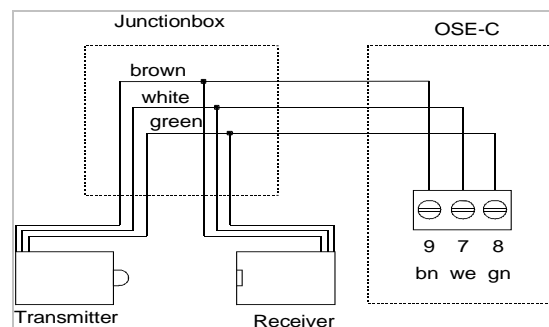 Junctionbox
OSE-C
brown
white
green
9 7 8
bn we gn
Transmitter
Receiver